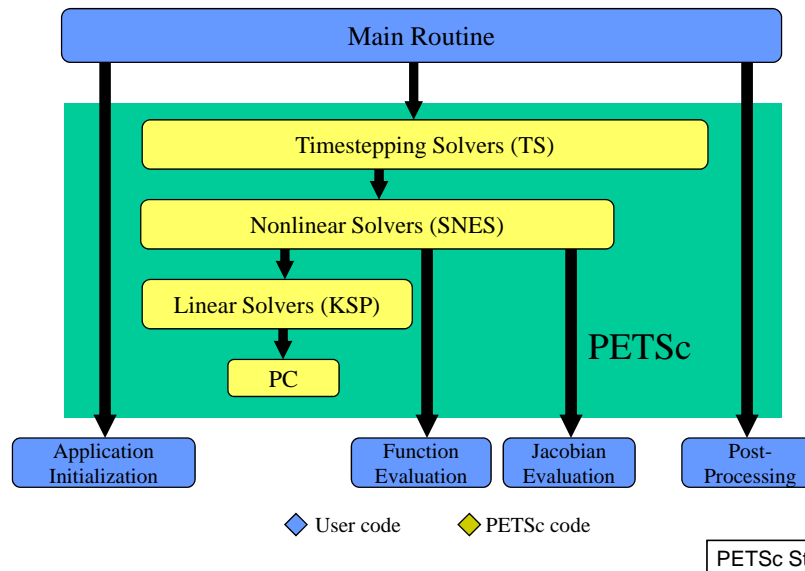 Main Routine
Timestepping Solvers (TS)
Nonlinear Solvers (SNES)
Linear Solvers (KSP)
PETSc
PC
Application
Initialization
Function
Evaluation
Jacobian
Evaluation
Post-
Processing
User code
PETSc code
PETSc